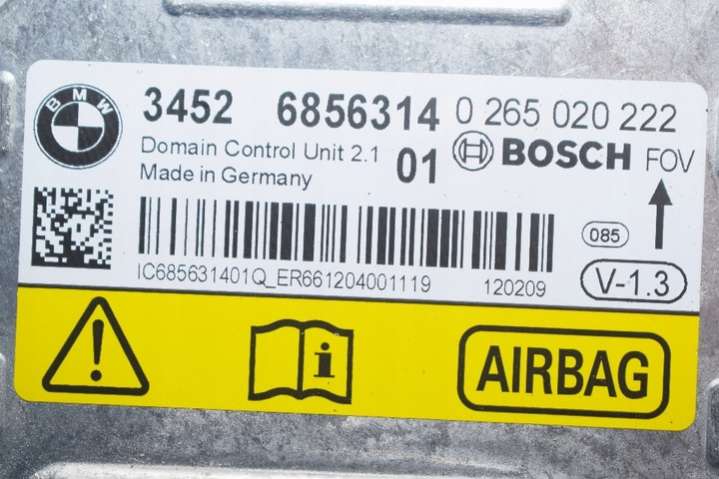 BMW
3452 6856314 0 265 020 222
Domain Control Unit 2.1 01 BOSCH FOV
Made in Germany
085
IC685631401Q_ER661204001119 120209
V-1.3
i
AIRBAG